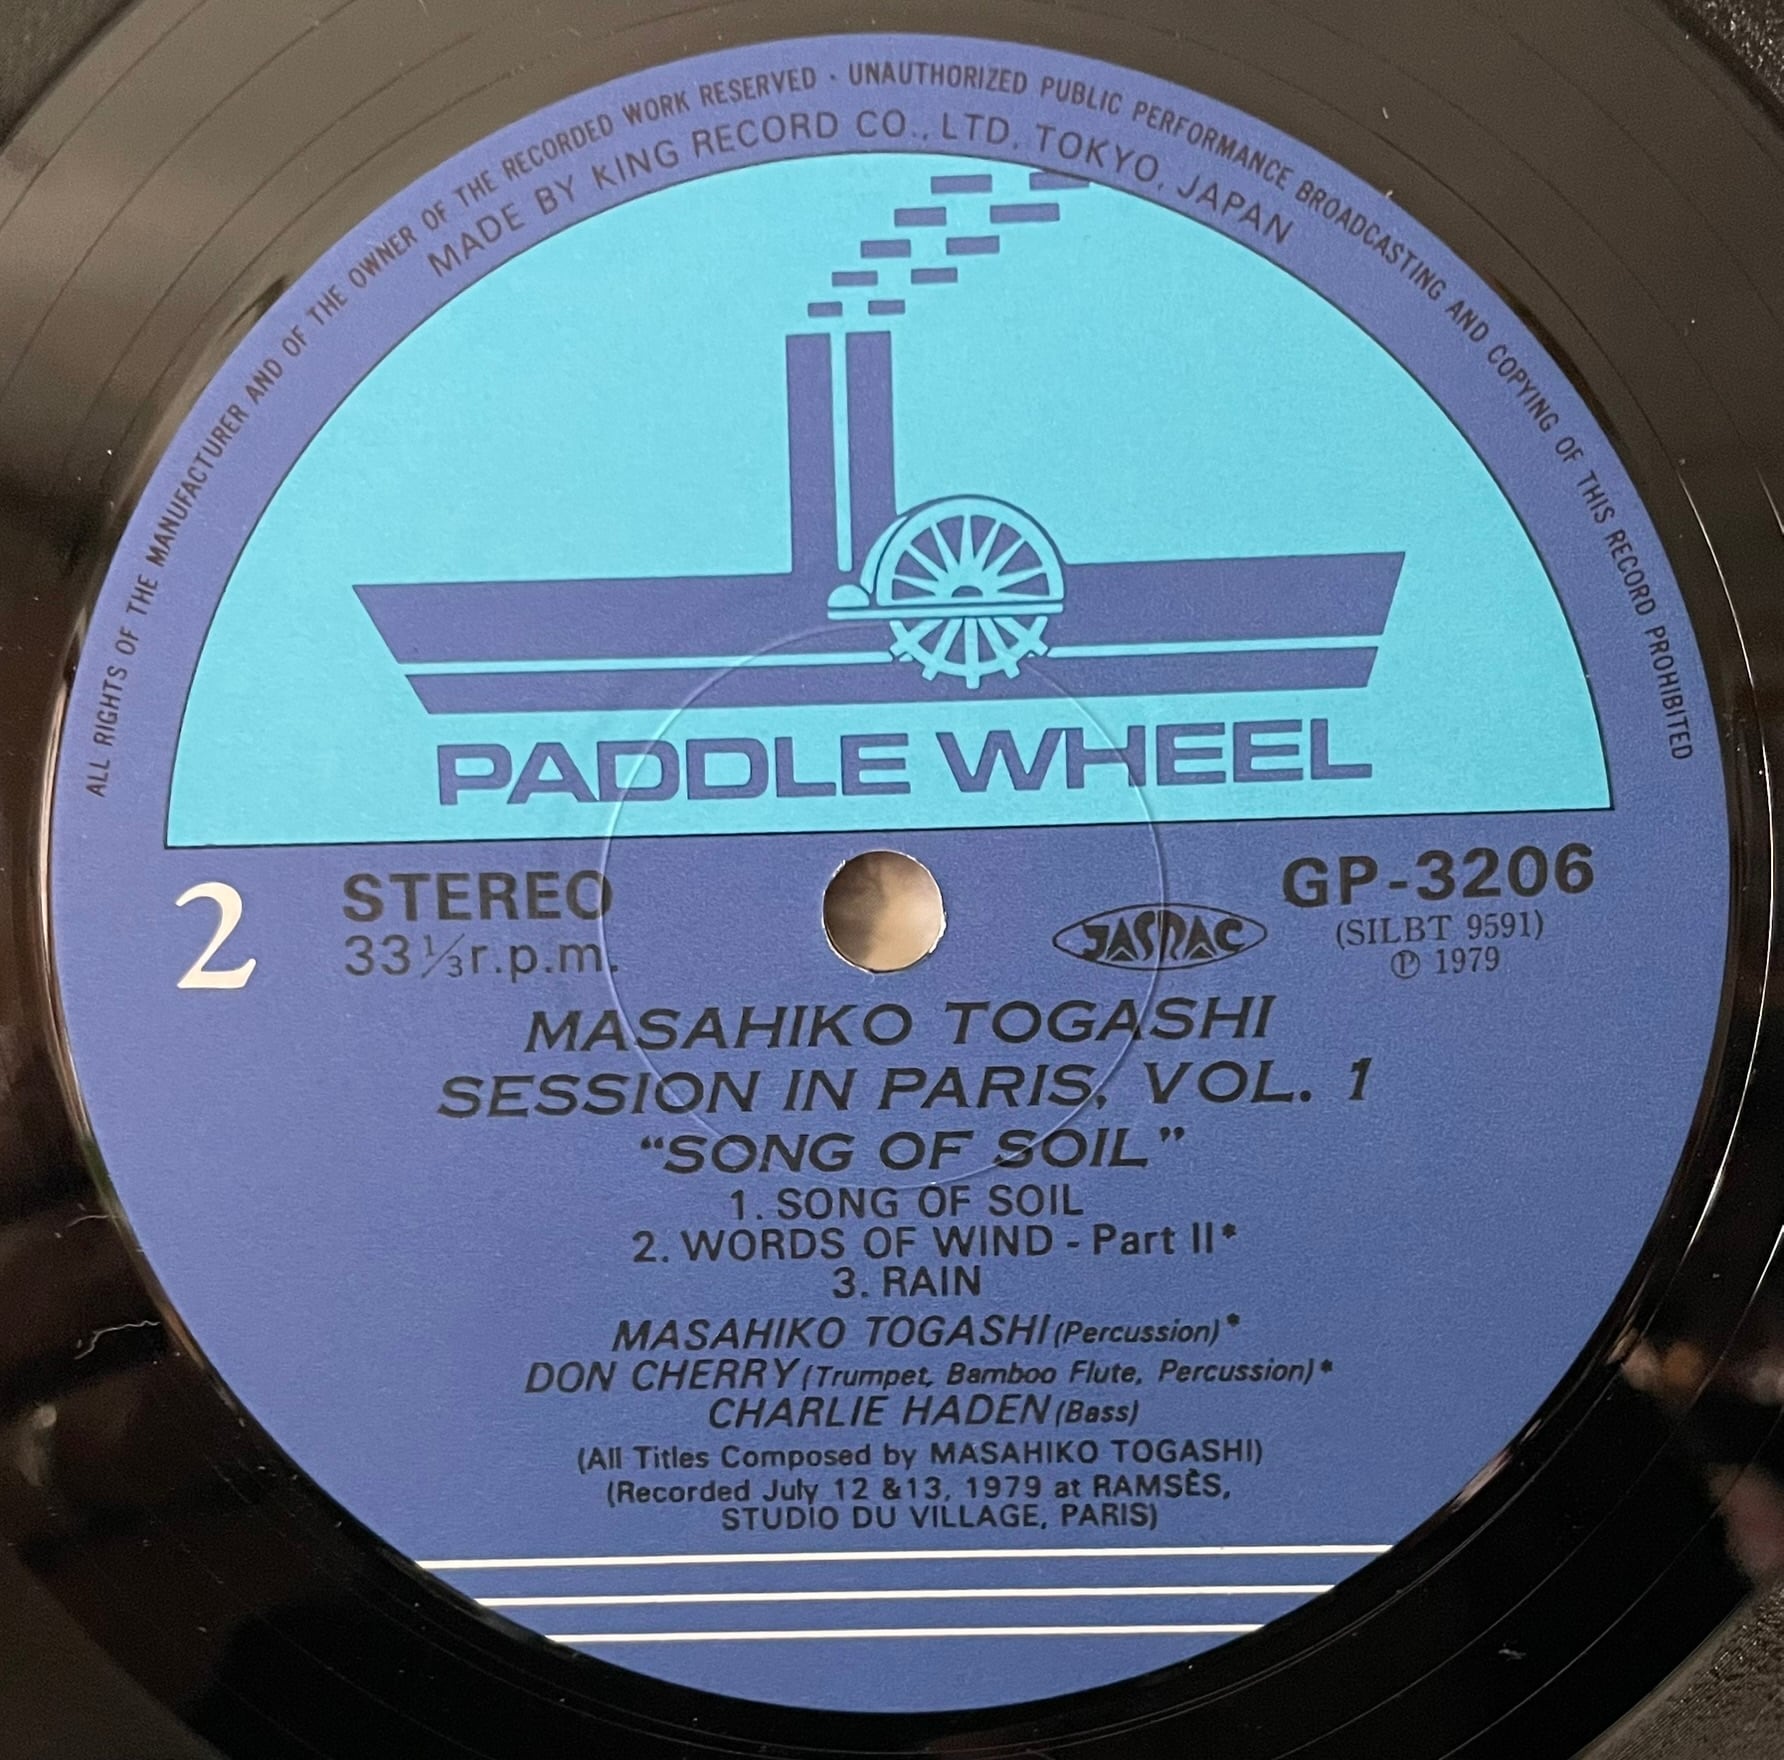 ALL RIGHTS OF THE MANUFACTURER AND OF THE OWNER OF THE RECORDED WORK RESERVED · UNAUTHORIZED PUBLIC PERFORMANCE BROADCASTING AND COPYING OF THIS RECORD PROHIBITED
MADE BY KING RECORD CO., LTD. TOKYO, JAPAN
PADDLE WHEEL
2
STEREO
33⅓r.p.m.
JASRAC
GP-3206
(SILBT 9591)
Ⓟ 1979
MASAHIKO TOGASHI
SESSION IN PARIS, VOL. 1
“SONG OF SOIL”
1. SONG OF SOIL
2. WORDS OF WIND - Part II*
3. RAIN
MASAHIKO TOGASHI (Percussion)*
DON CHERRY (Trumpet, Bamboo Flute, Percussion)*
CHARLIE HADEN (Bass)
(All Titles Composed by MASAHIKO TOGASHI)
(Recorded July 12 & 13, 1979 at RAMSÈS,
STUDIO DU VILLAGE, PARIS)